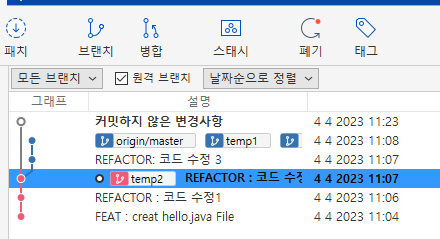 패치 브랜치 병합 스태시 폐기 태그
모든 브랜치 원격 브랜치 날짜순으로 정렬
그래프 설명
커밋하지 않은 변경사항 4 4 2023 11:23
origin/master temp1 4 4 2023 11:08
REFACTOR: 코드 수정 3 4 4 2023 11:07
temp2 REFACTOR : 코드 수정 4 4 2023 11:07
REFACTOR : 코드 수정1 4 4 2023 11:06
FEAT : creat hello.java File 4 4 2023 11:04